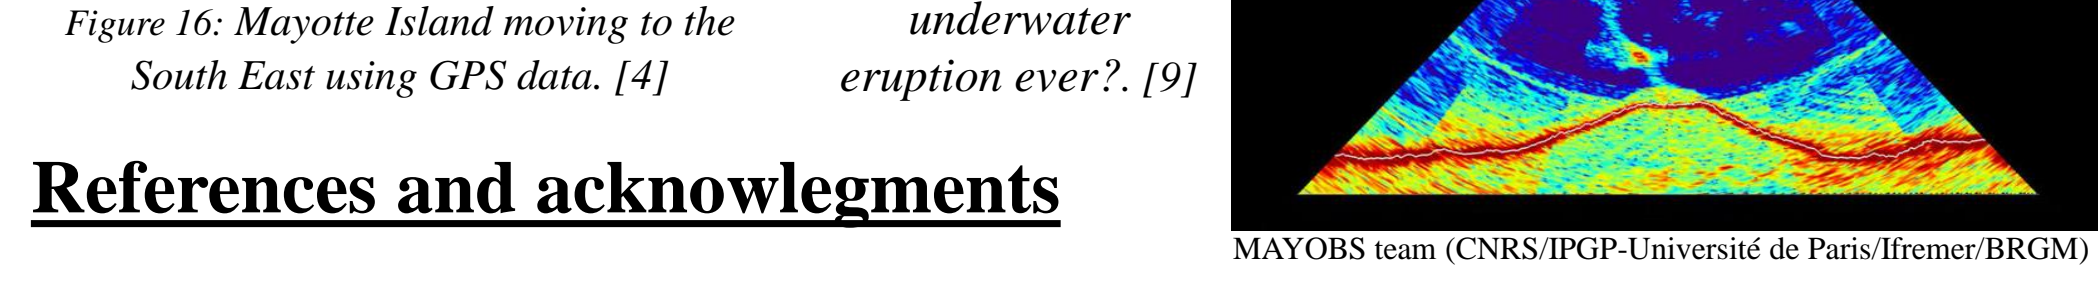 Figure 16: Mayotte Island moving to the
South East using GPS data. [4]
underwater
eruption ever?. [9]
References and acknowlegments
MAYOBS team (CNRS/IPGP-Université de Paris/Ifremer/BRGM)